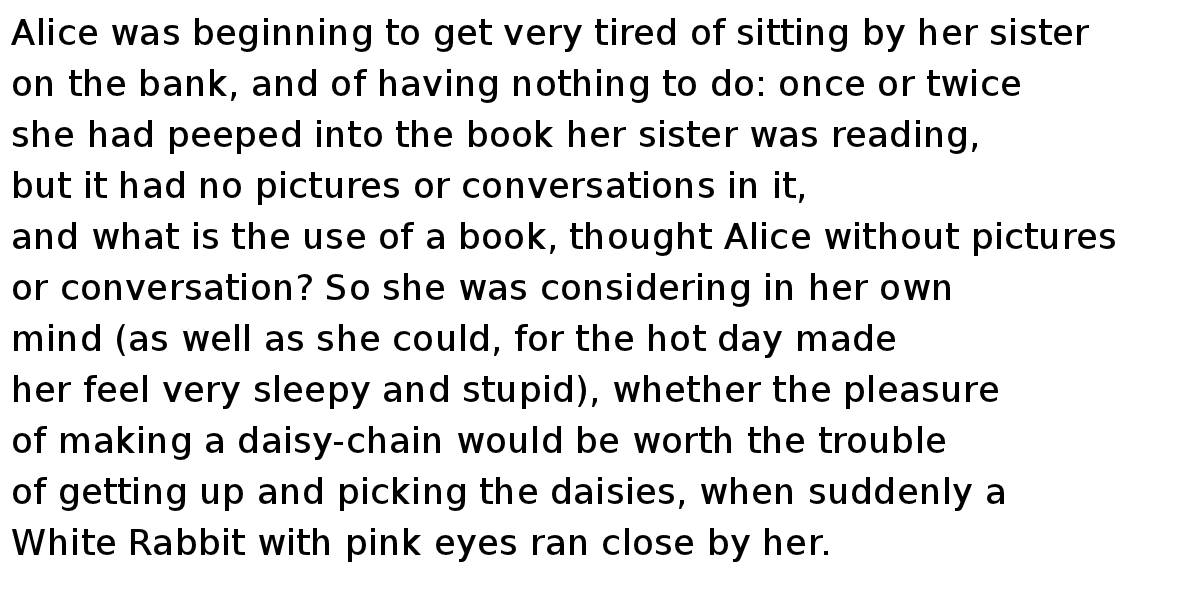 Alice was beginning to get very tired of sitting by her sister
on the bank, and of having nothing to do: once or twice
she had peeped into the book her sister was reading,
but it had no pictures or conversations in it,
and what is the use of a book, thought Alice without pictures
or conversation? So she was considering in her own
mind (as well as she could, for the hot day made
her feel very sleepy and stupid), whether the pleasure
of making a daisy-chain would be worth the trouble
of getting up and picking the daisies, when suddenly a
White Rabbit with pink eyes ran close by her.